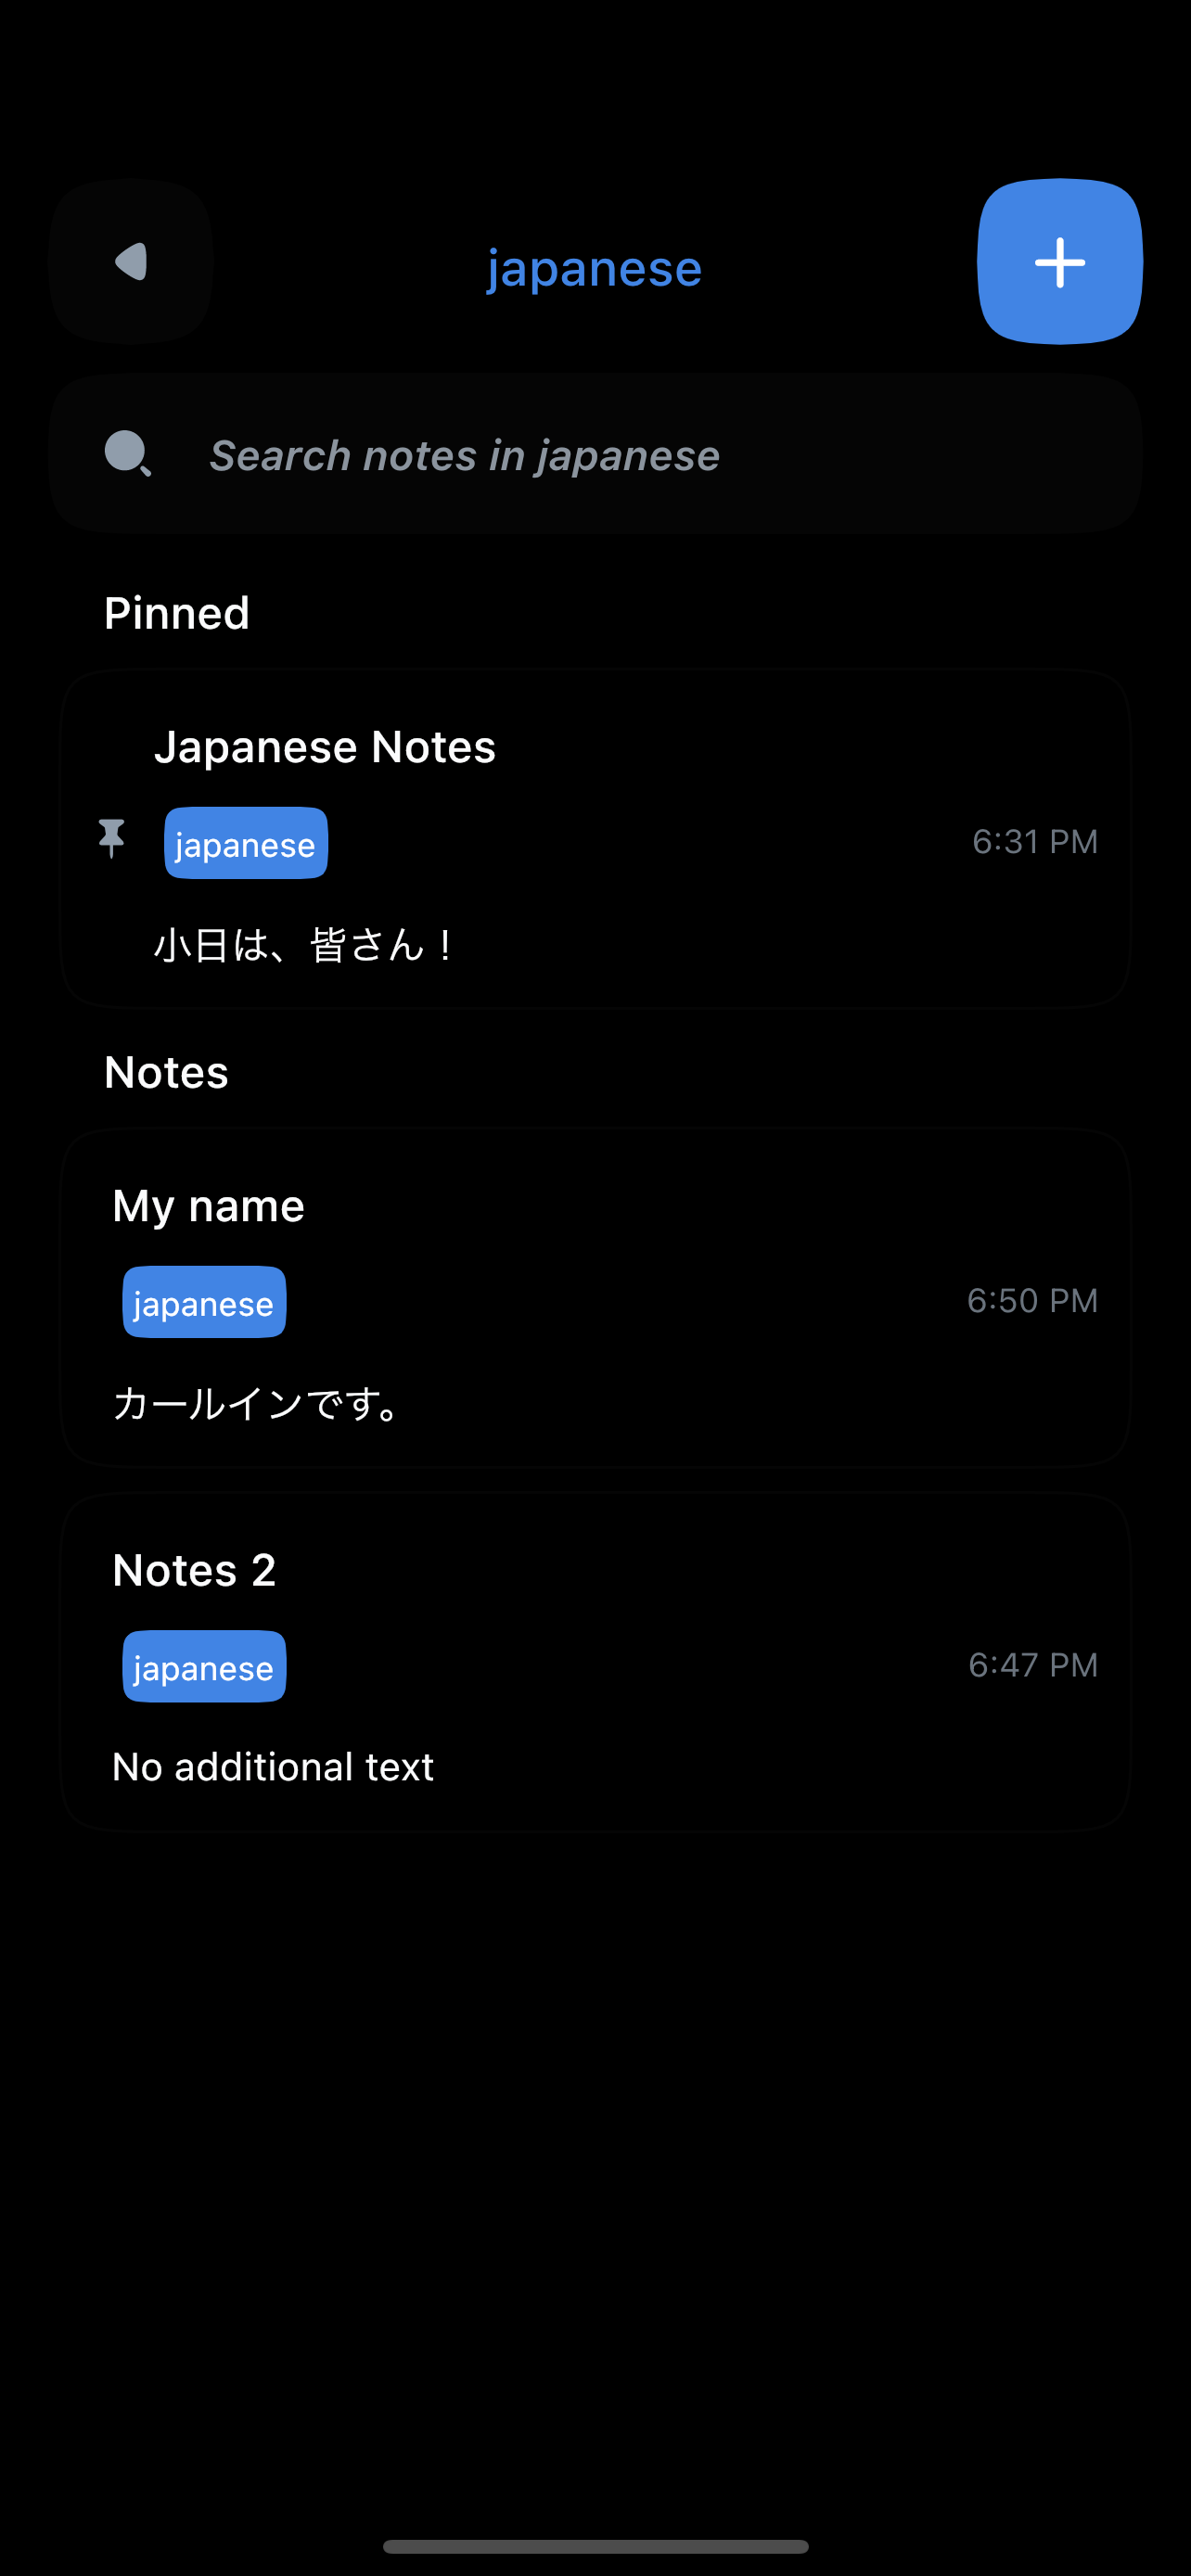 japanese
Search notes in japanese
Pinned
Japanese Notes
japanese
6:31 PM
小日は、皆さん！
Notes
My name
japanese
6:50 PM
カールインです。
Notes 2
japanese
6:47 PM
No additional text